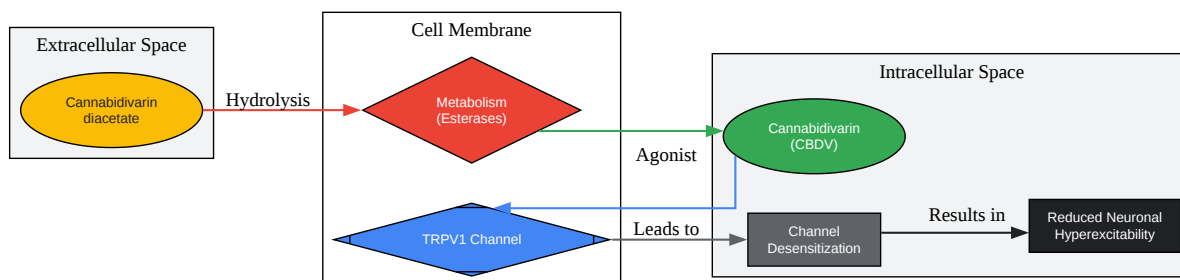 Extracellular Space
Cannabidivarin
diacetate
Hydrolysis
Cell Membrane
Metabolism
(Esterases)
Agonist
TRPV1 Channel
Leads to
Intracellular Space
Cannabidivarin
(CBDV)
Channel
Desensitization
Results in
Reduced Neuronal
Hyperexcitability